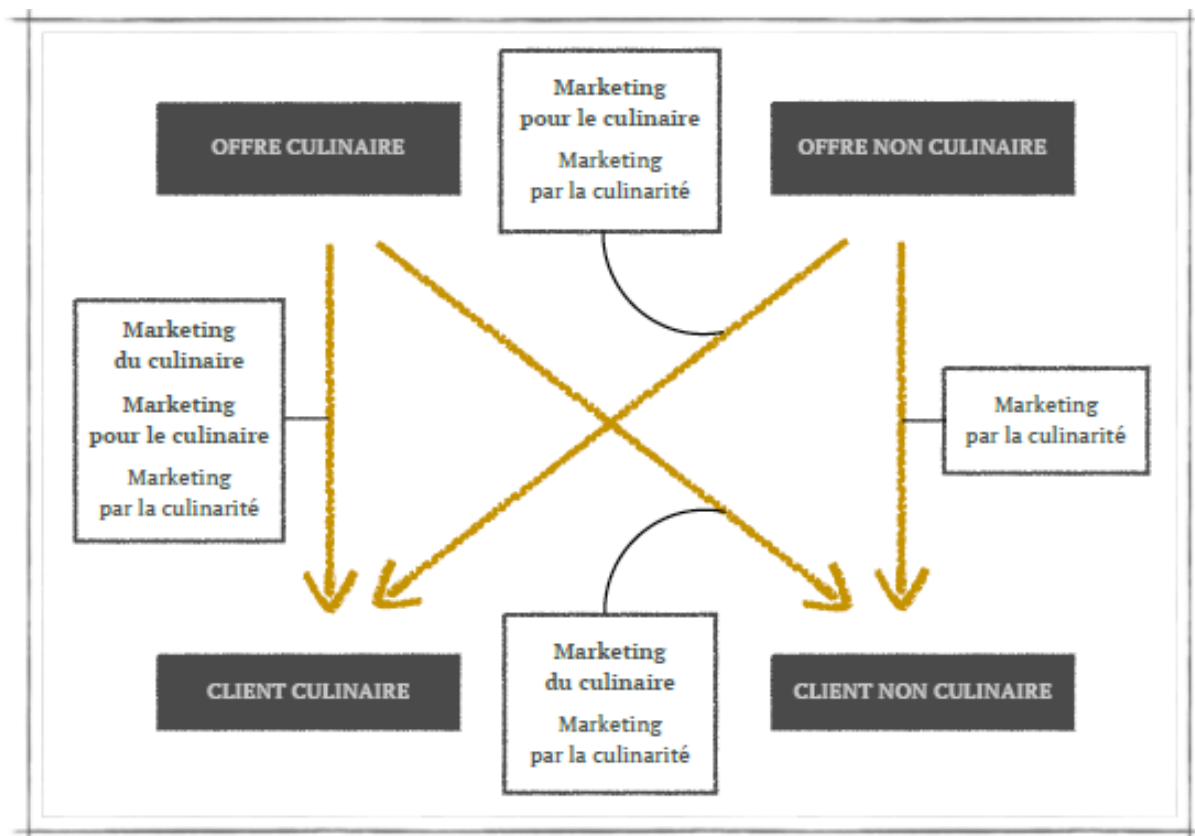 Marketing
pour le culinaire
Marketing
par la culinarité
OFFRE CULINAIRE
OFFRE NON CULINAIRE
Marketing
du culinaire
Marketing
pour le culinaire
Marketing
par la culinarité
Marketing
par la culinarité
Marketing
du culinaire
Marketing
par la culinarité
CLIENT CULINAIRE
CLIENT NON CULINAIRE